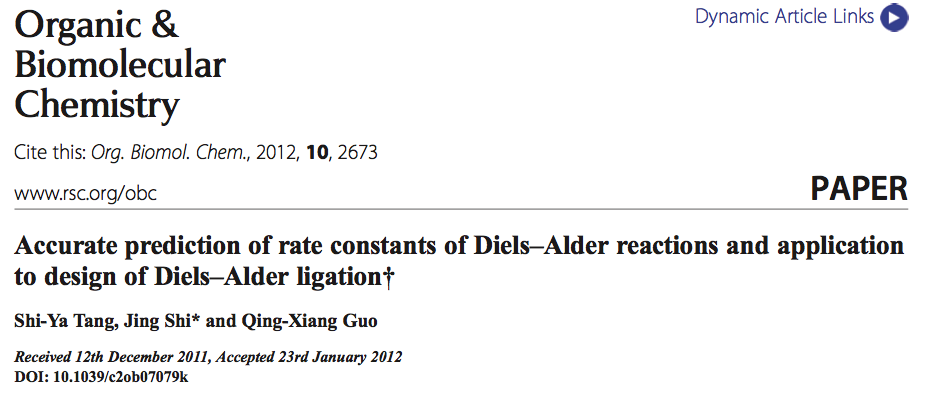 Organic &
Biomolecular
Chemistry
Dynamic Article Links
Cite this: Org. Biomol. Chem., 2012, 10, 2673
www.rsc.org/obc
PAPER
Accurate prediction of rate constants of Diels–Alder reactions and application
to design of Diels–Alder ligation†
Shi-Ya Tang, Jing Shi* and Qing-Xiang Guo
Received 12th December 2011, Accepted 23rd January 2012
DOI: 10.1039/c2ob07079k